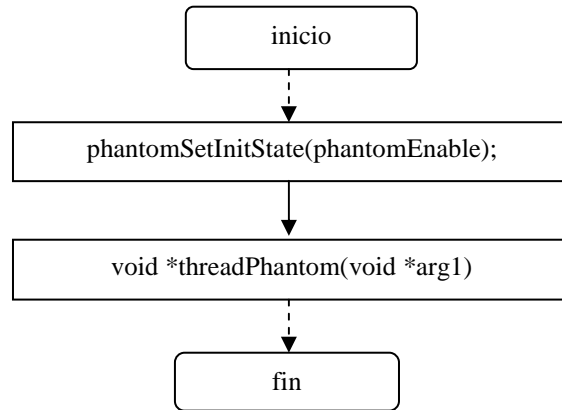 inicio
phantomSetInitState(phantomEnable);
void *threadPhantom(void *arg1)
fin